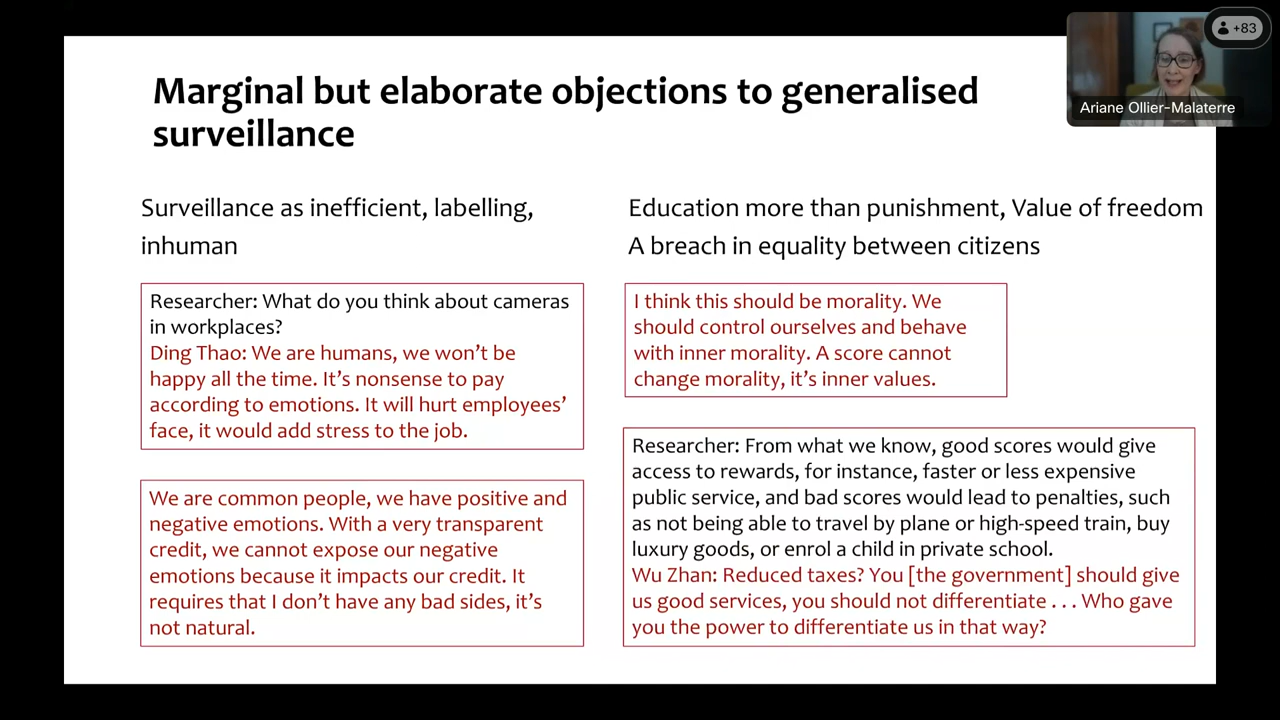 +83
Ariane Ollier-Malaterre
Marginal but elaborate objections to generalised
surveillance
Surveillance as inefficient, labelling,
inhuman
Researcher: What do you think about cameras
in workplaces?
Ding Thao: We are humans, we won't be
happy all the time. It's nonsense to pay
according to emotions. It will hurt employees'
face, it would add stress to the job.
We are common people, we have positive and
negative emotions. With a very transparent
credit, we cannot expose our negative
emotions because it impacts our credit. It
requires that I don't have any bad sides, it's
not natural.
Education more than punishment, Value of freedom
A breach in equality between citizens
I think this should be morality. We
should control ourselves and behave
with inner morality. A score cannot
change morality, it's inner values.
Researcher: From what we know, good scores would give
access to rewards, for instance, faster or less expensive
public service, and bad scores would lead to penalties, such
as not being able to travel by plane or high-speed train, buy
luxury goods, or enrol a child in private school.
Wu Zhan: Reduced taxes? You [the government] should give
us good services, you should not differentiate . . . Who gave
you the power to differentiate us in that way?